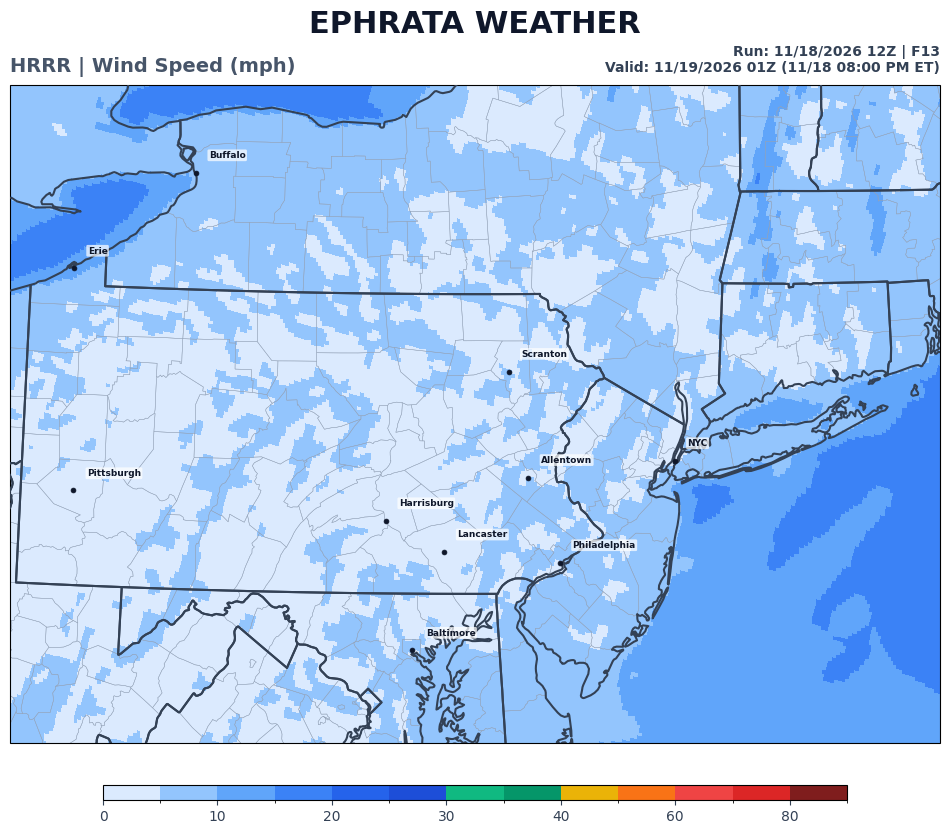 EPHRATA WEATHER
HRRR | Wind Speed (mph)
Run: 11/18/2026 12Z | F13
Valid: 11/19/2026 01Z (11/18 08:00 PM ET)
Buffalo
Erie
Scranton
NYC
Allentown
Pittsburgh
Harrisburg
Lancaster
Philadelphia
Baltimore
0 10 20 30 40 50 60 70 80